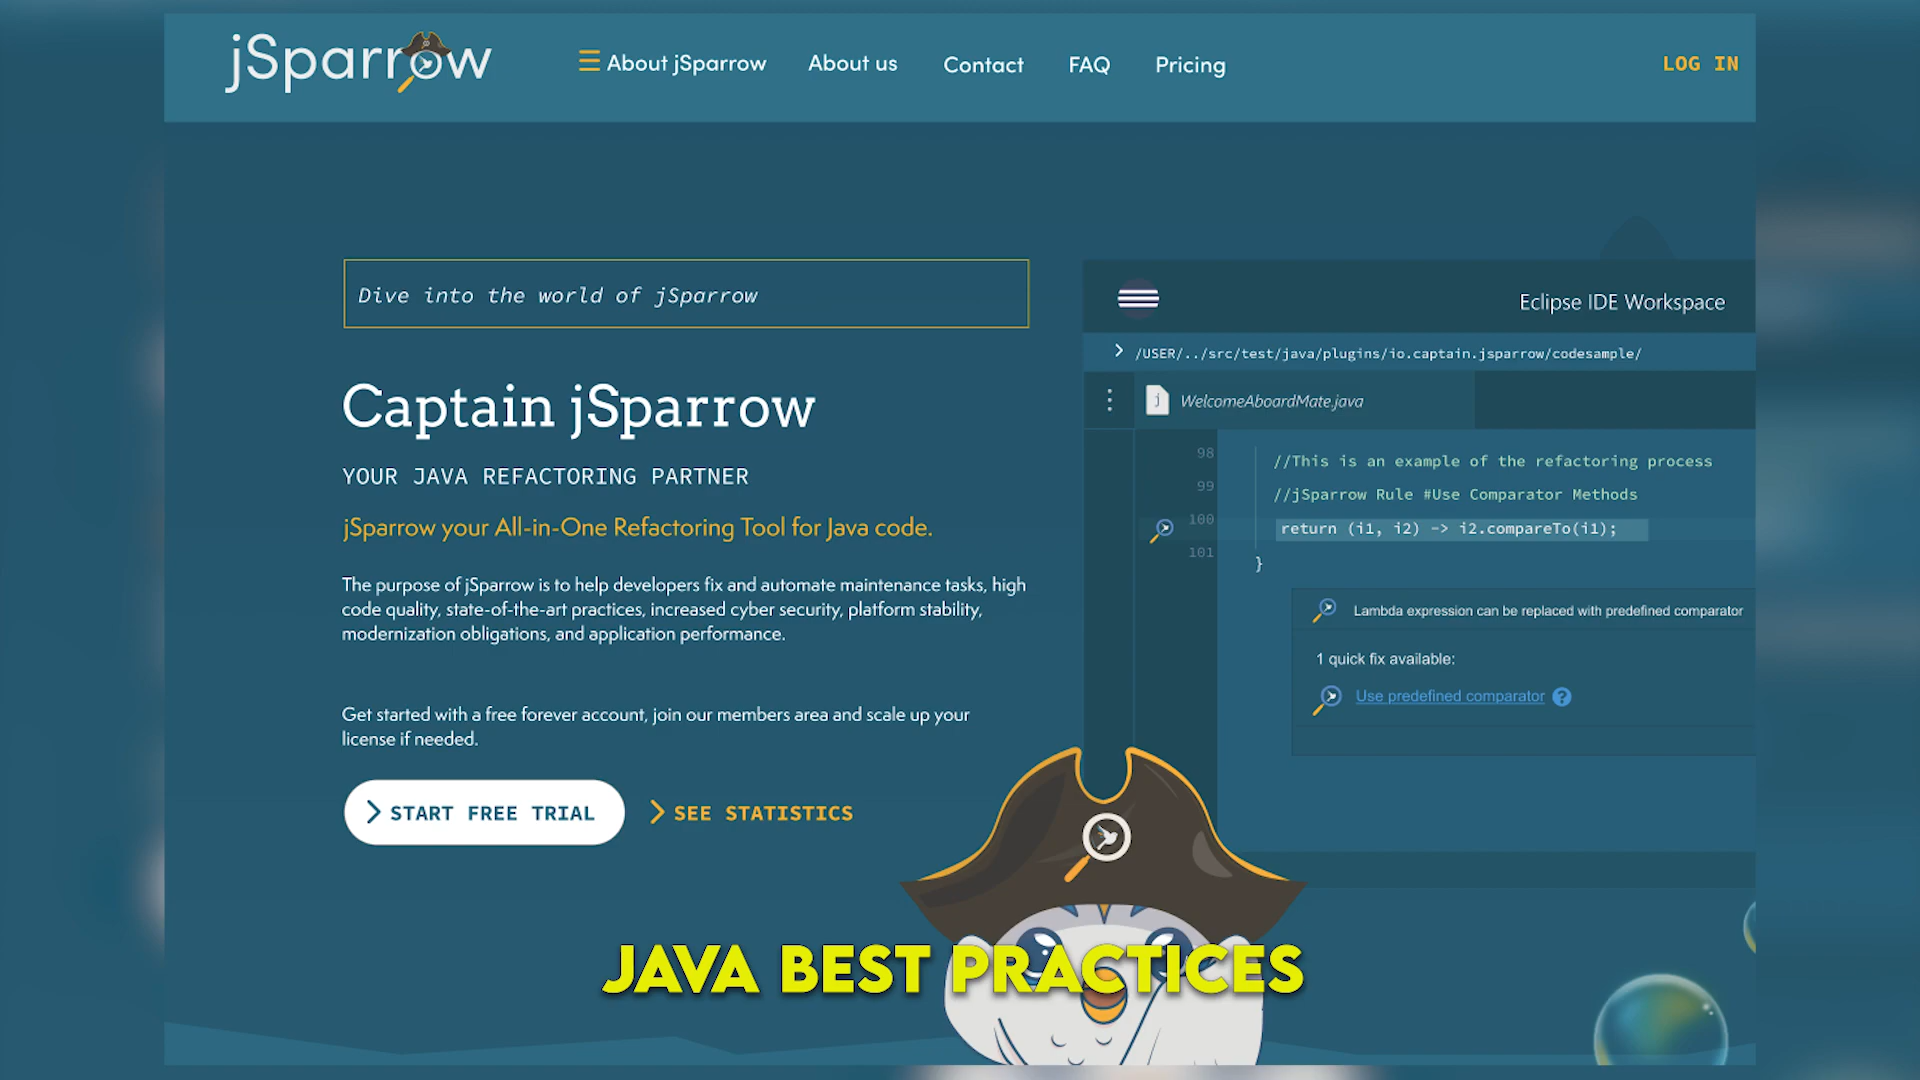 jSparrow
About jSparrow
About us
Contact
FAQ
Pricing
LOG IN
Dive into the world of jSparrow
Captain jSparrow
YOUR JAVA REFACTORING PARTNER
jSparrow your All-in-One Refactoring Tool for Java code.
The purpose of jSparrow is to help developers fix and automate maintenance tasks, high
code quality, state-of-the-art practices, increased cyber security, platform stability,
modernization obligations, and application performance.
Get started with a free forever account, join our members area and scale up your
license if needed.
START FREE TRIAL
SEE STATISTICS
Eclipse IDE Workspace
/USER/../src/test/java/plugins/io.captain.jsparrow/codesample/
j
WelcomeAboardMate.java
98
//This is an example of the refactoring process
99
//jSparrow Rule #Use Comparator Methods
100
return (i1, i2) -> i2.compareTo(i1);
101
}
Lambda expression can be replaced with predefined comparator
1 quick fix available:
Use predefined comparator ?
JAVA BEST PRACTICES